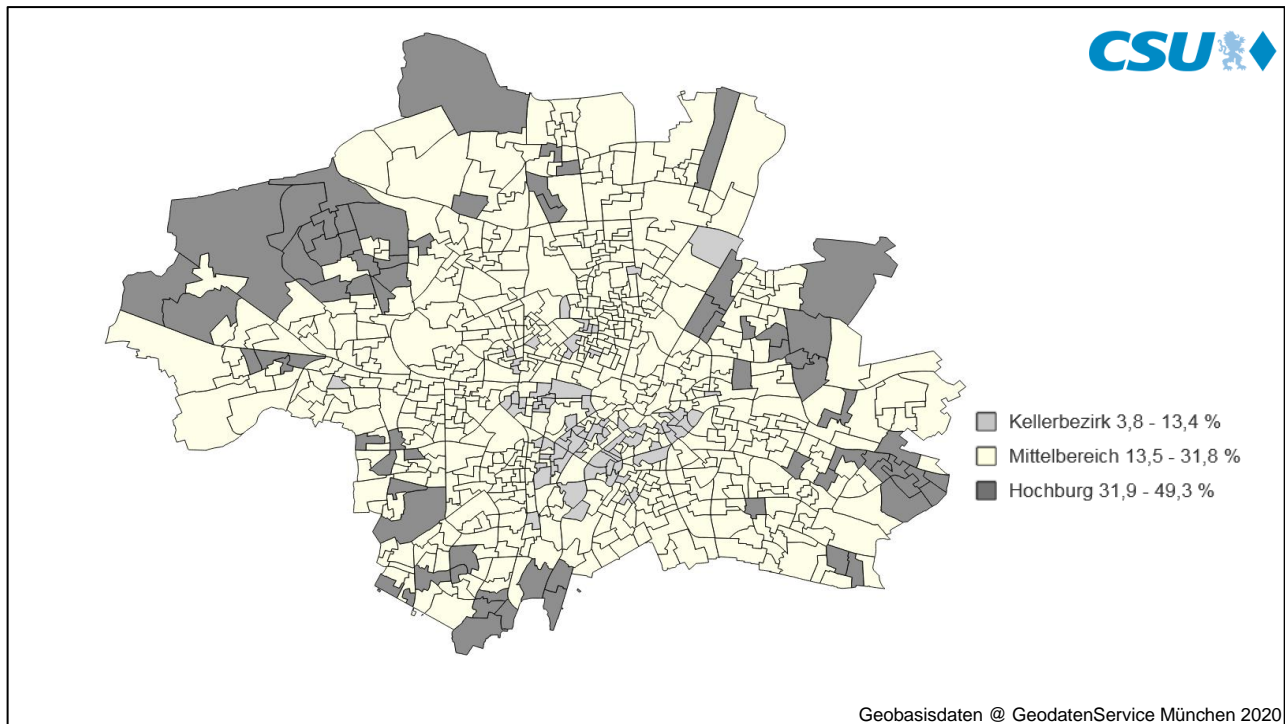 CSU
Kellerbezirk 3,8 - 13,4 %
Mittelbereich 13,5 - 31,8 %
Hochburg 31,9 - 49,3 %
Geobasisdaten @ GeodatenService München 2020